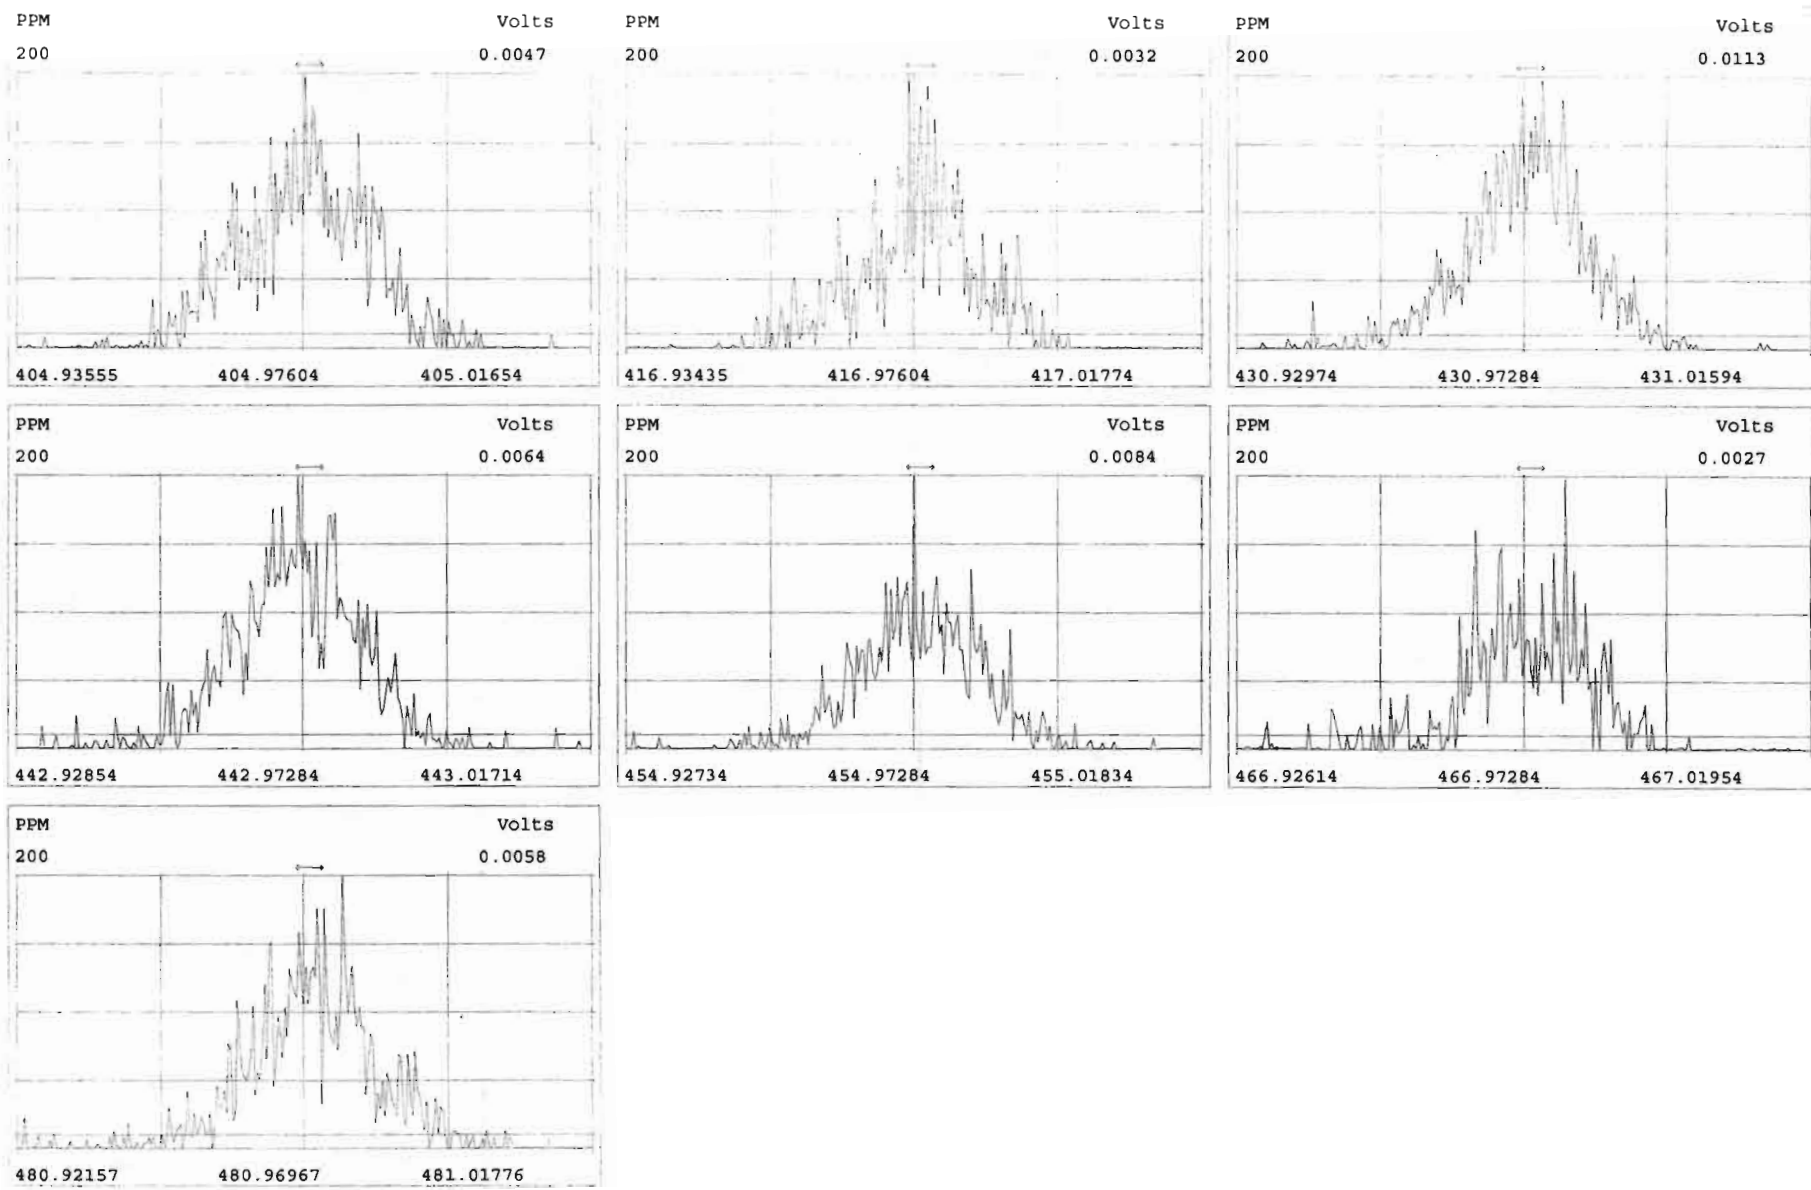 PPM Volts
200 0.0047
404.93555 404.97604 405.01654
PPM Volts
200 0.0032
416.93435 416.97604 417.01774
PPM Volts
200 0.0113
430.92974 430.97284 431.01594
PPM Volts
200 0.0064
442.92854 442.97284 443.01714
PPM Volts
200 0.0084
454.92734 454.97284 455.01834
PPM Volts
200 0.0027
466.92614 466.97284 467.01954
PPM Volts
200 0.0058
480.92157 480.96967 481.01776